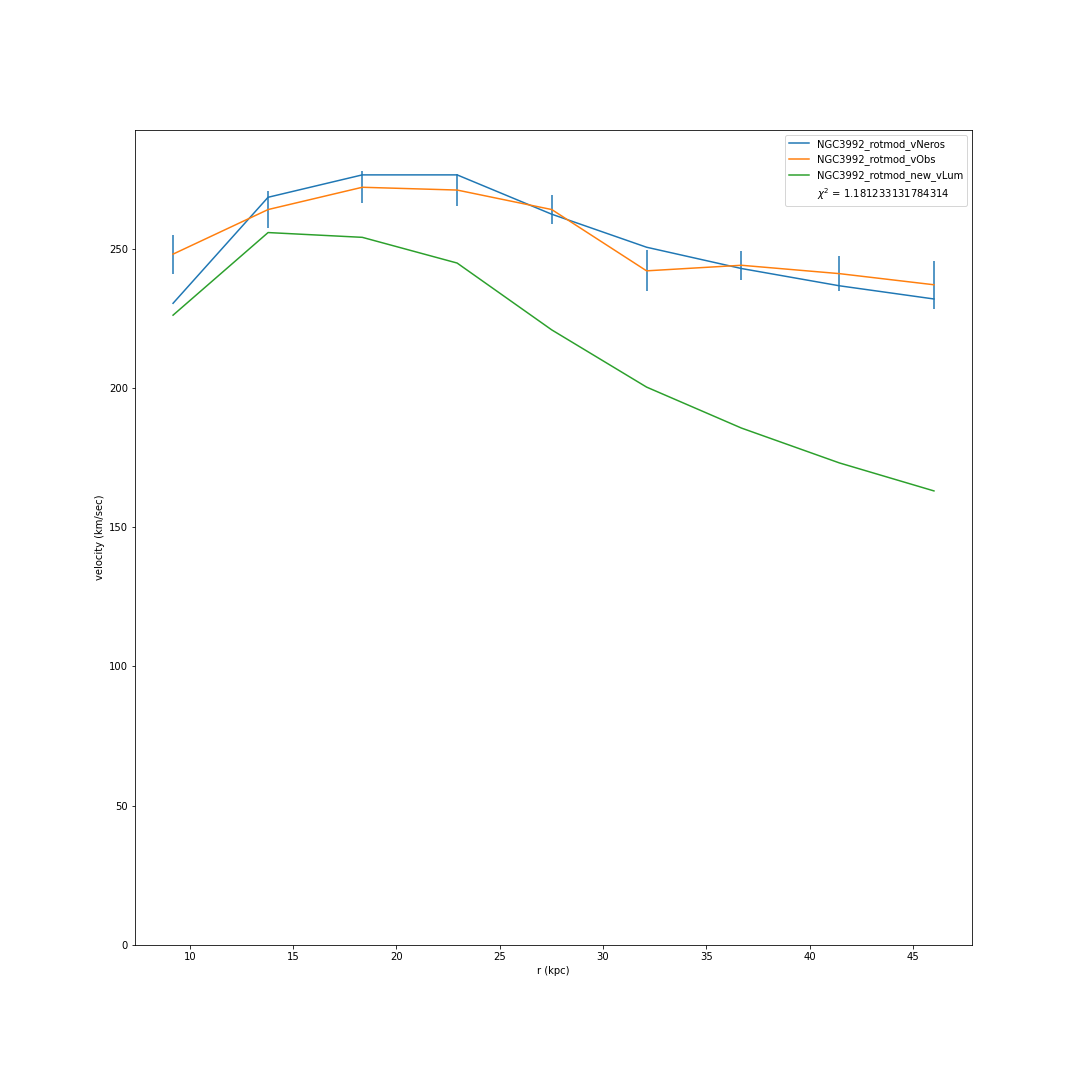 NGC3992_rotmod_vNeros
NGC3992_rotmod_vObs
NGC3992_rotmod_new_vLum
χ² = 1.181233131784314
250
200
150
100
50
0
velocity (km/sec)
10 15 20 25 30 35 40 45
r (kpc)